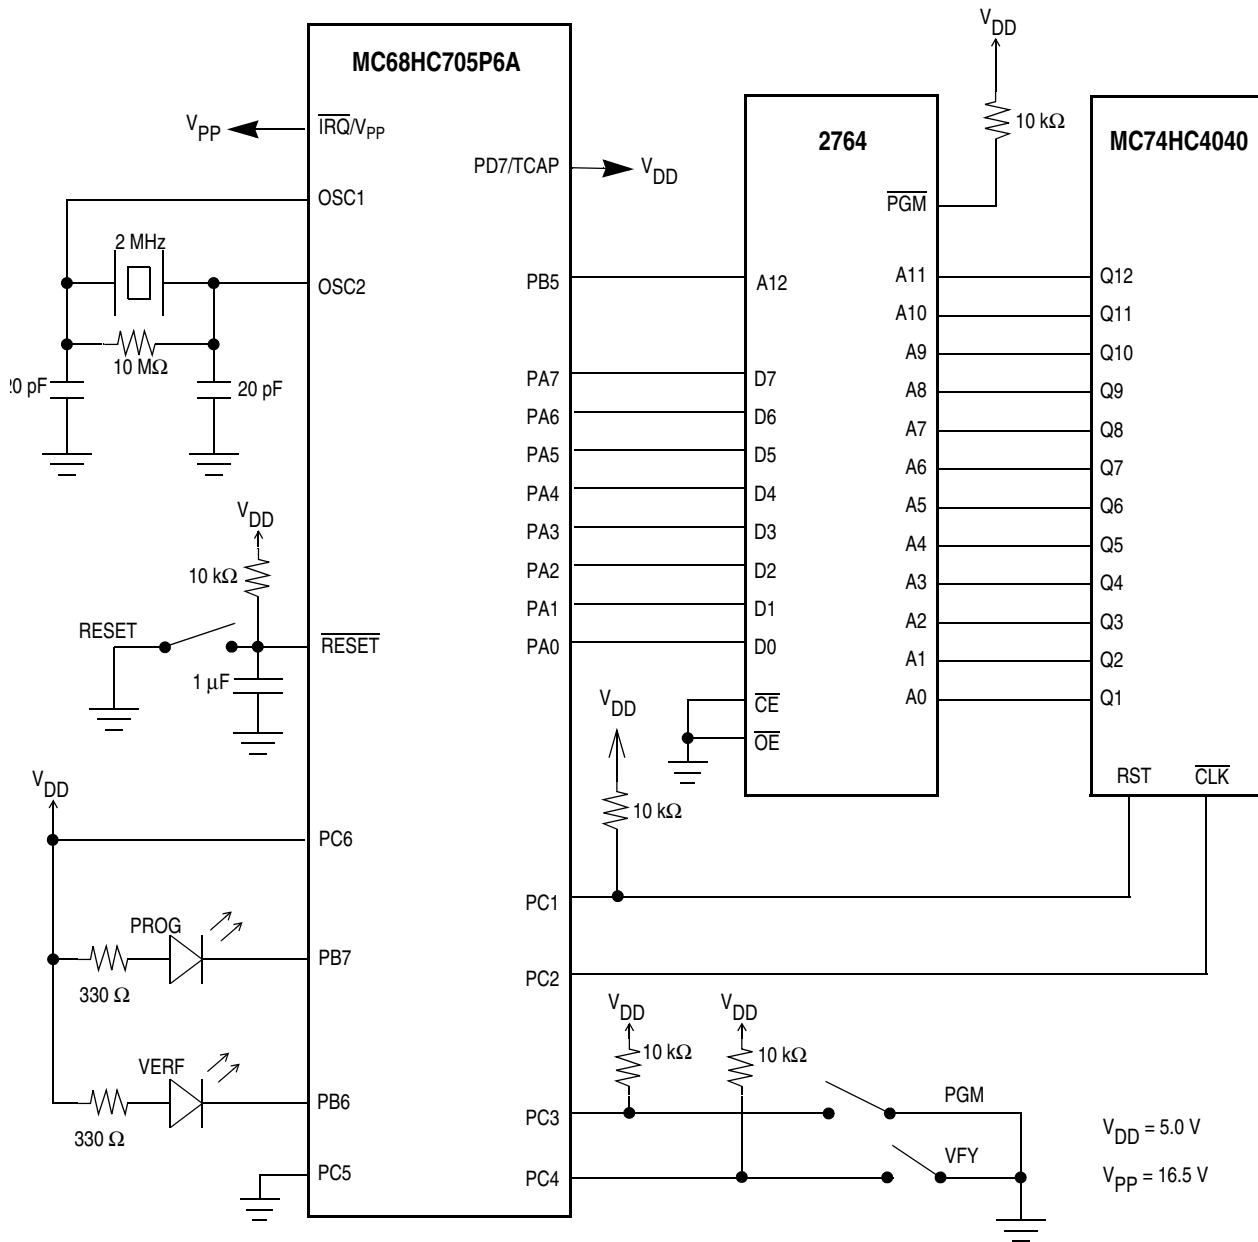 MC68HC705P6A
VPP
IRQ/VPP
PD7/TCAP
VDD
OSC1
2 MHz
OSC2
10 MΩ
20 pF
PB5
PA7
PA6
PA5
PA4
PA3
PA2
PA1
PA0
VDD
10 kΩ
RESET
RESET
1 µF
VDD
PC6
PROG
PB7
330 Ω
VERF
PB6
330 Ω
PC5
PC1
PC2
PC3
PC4
2764
PGM
A12
D7
D6
D5
D4
D3
D2
D1
D0
CE
OE
A11
A10
A9
A8
A7
A6
A5
A4
A3
A2
A1
A0
VDD
10 kΩ
MC74HC4040
Q12
Q11
Q10
Q9
Q8
Q7
Q6
Q5
Q4
Q3
Q2
Q1
RST
CLK
VDD
10 kΩ
VDD
10 kΩ
VDD
10 kΩ
PGM
VFY
VDD = 5.0 V
VPP = 16.5 V